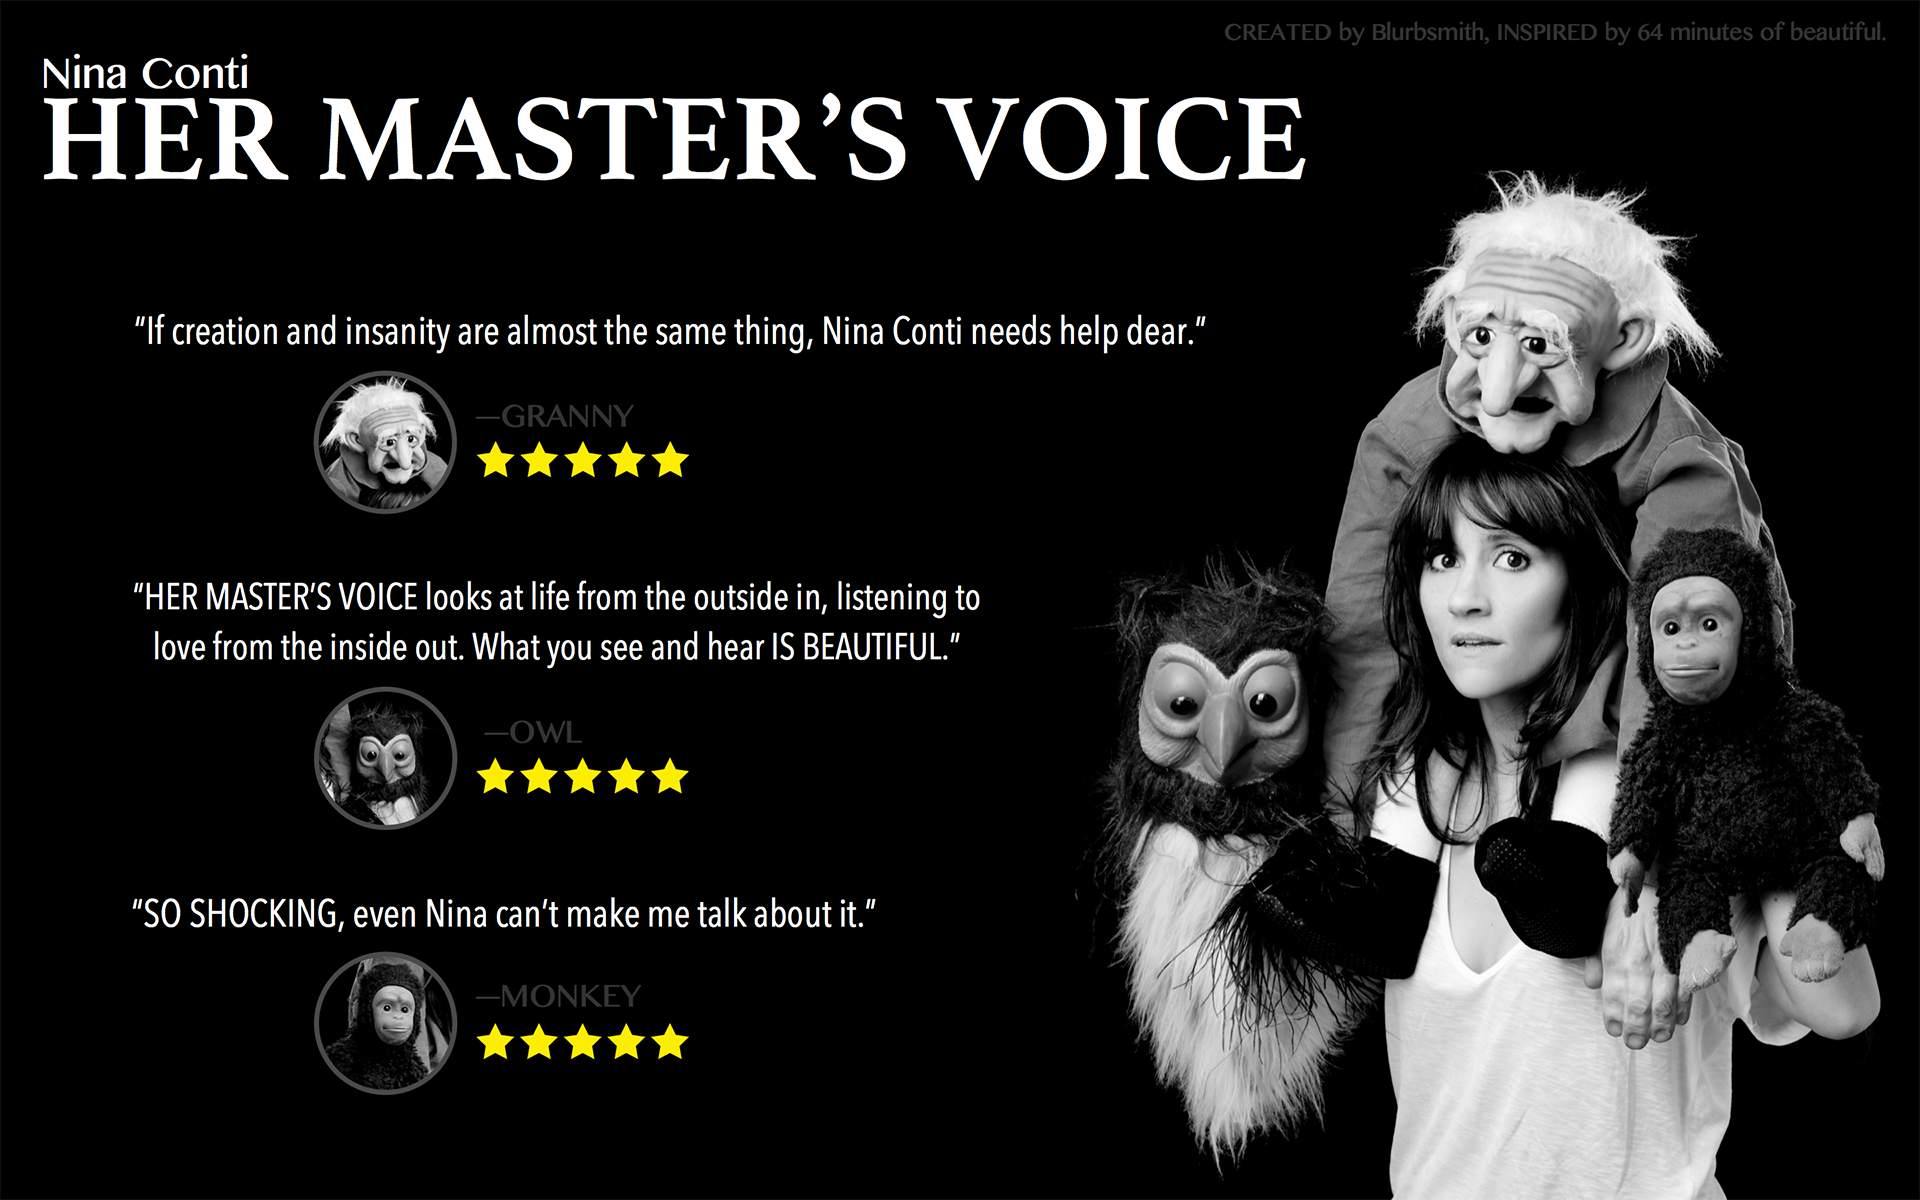 CREATED by Blurbsmith, INSPIRED by 64 minutes of beautiful.
Nina Conti
HER MASTER’S VOICE
“If creation and insanity are almost the same thing, Nina Conti needs help dear.”
—GRANNY
“HER MASTER’S VOICE looks at life from the outside in, listening to
love from the inside out. What you see and hear IS BEAUTIFUL.”
—OWL
“SO SHOCKING, even Nina can’t make me talk about it.”
—MONKEY